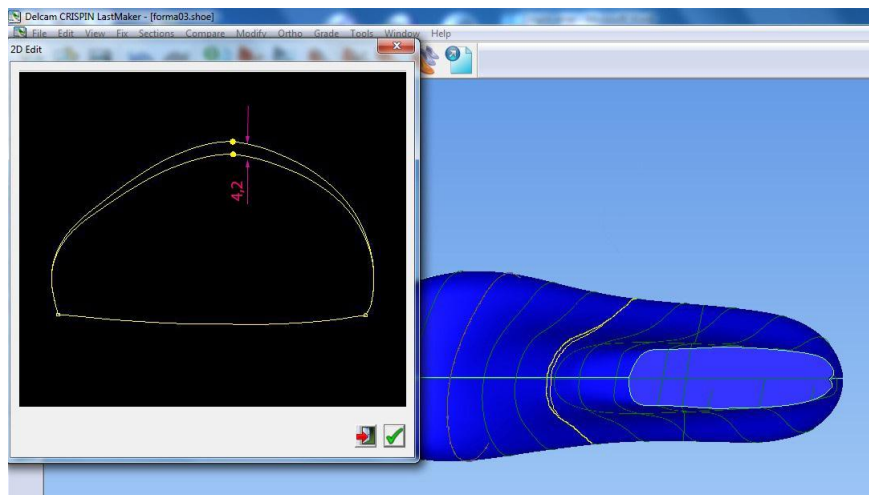 Delcam CRISPIN LastMaker - [forma03.shoe]
File Edit View Fix Sections Compare Modify Ortho Grade Tools Window Help
2D Edit
4,2